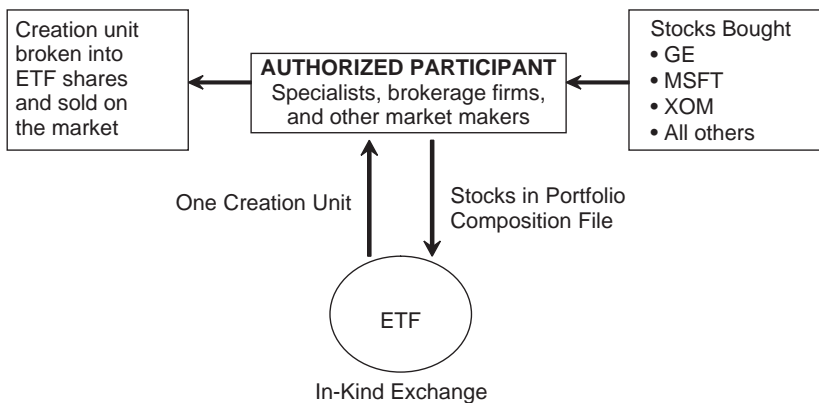 Creation unit
broken into
ETF shares
and sold on
the market
AUTHORIZED PARTICIPANT
Specialists, brokerage firms,
and other market makers
Stocks Bought
• GE
• MSFT
• XOM
• All others
One Creation Unit
Stocks in Portfolio
Composition File
ETF
In-Kind Exchange